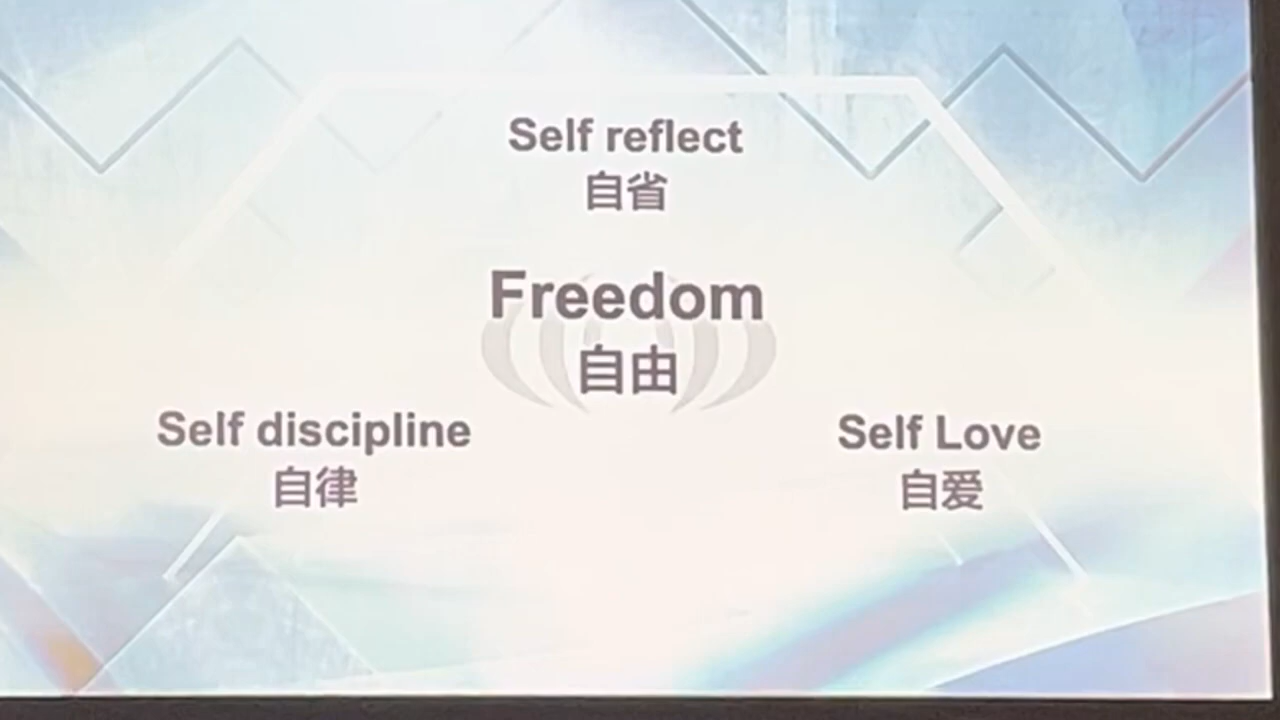 Self reflect
自省
Freedom
自由
Self discipline
自律
Self Love
自爱